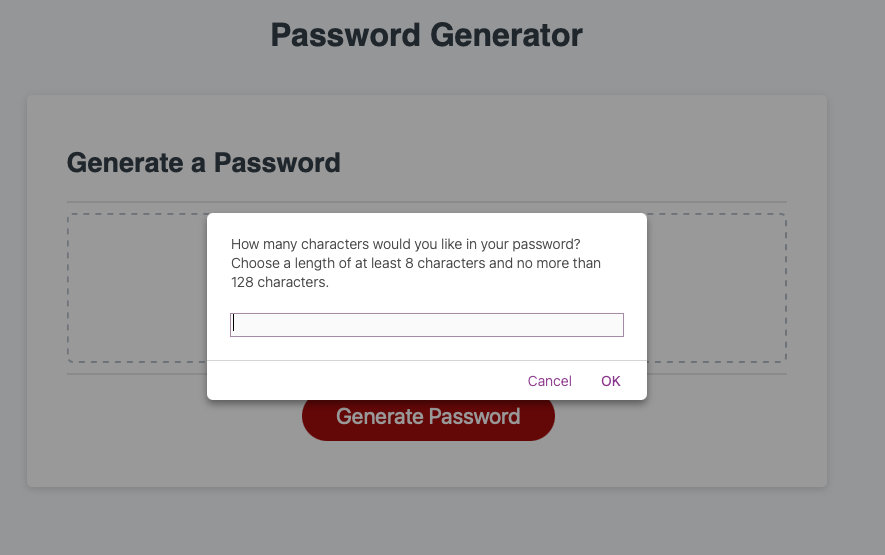 Password Generator
Generate a Password
How many characters would you like in your password?
Choose a length of at least 8 characters and no more than
128 characters.
Cancel OK
Generate Password